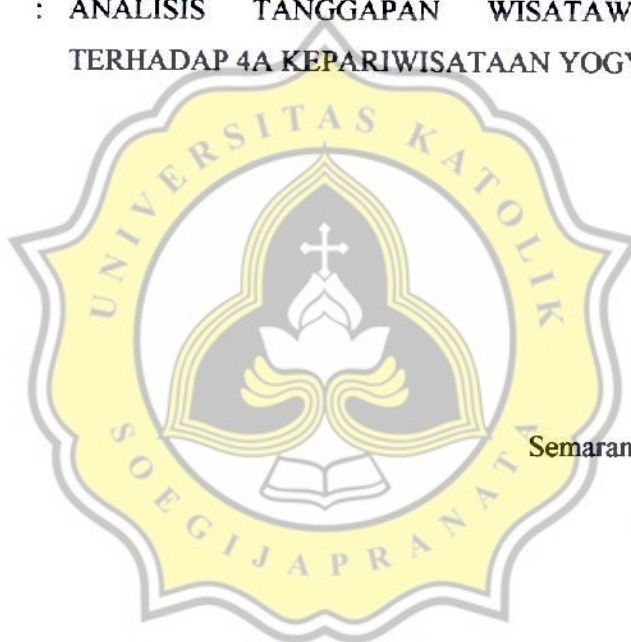 : ANALISIS TANGGAPAN WISATAW
TERHADAP 4A KEPARIWISATAAN YOGY
UNIVERSITAS KATOLIK
Semaran
SOEGIJAPRANATA